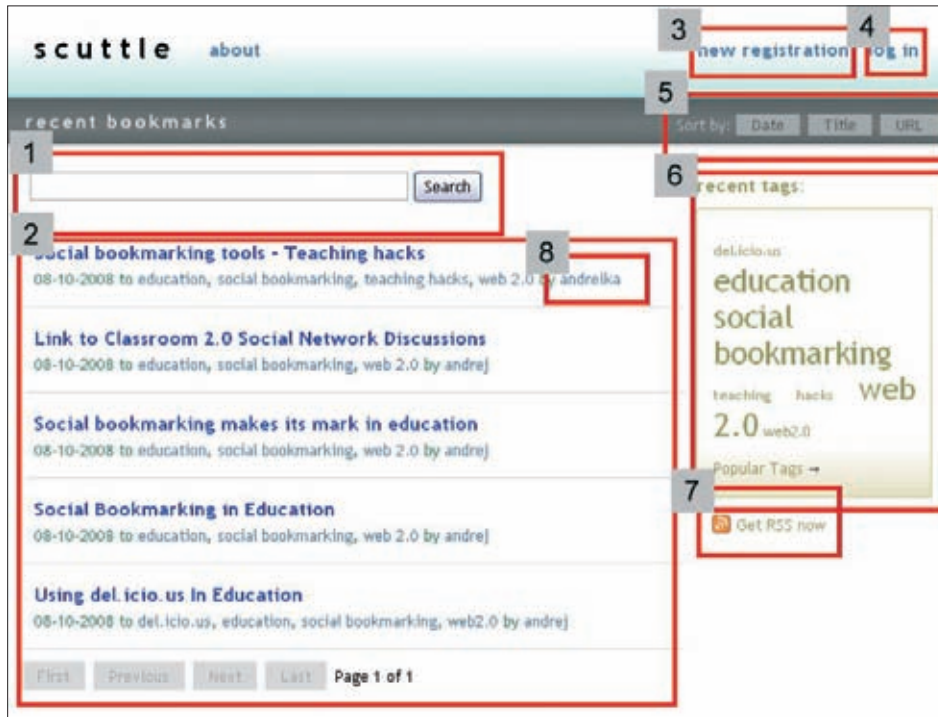 3
4
scuttle about new registration log in
5
recent bookmarks Sort by: Date Title URL
1
Search
6
recent tags:
2
Social bookmarking tools - Teaching hacks
8
08-10-2008 to education, social bookmarking, teaching hacks, web 2.0 by andrejka
Link to Classroom 2.0 Social Network Discussions
08-10-2008 to education, social bookmarking, web 2.0 by andrej
Social bookmarking makes its mark in education
08-10-2008 to education, social bookmarking, web 2.0 by andrej
Social Bookmarking in Education
08-10-2008 to education, social bookmarking, web 2.0 by andrej
Using del.icio.us In Education
08-10-2008 to del.icio.us, education, social bookmarking, web2.0 by andrej
First Previous Next Last Page 1 of 1
del.icio.us
education
social
bookmarking
teaching hacks web
2.0 web2.0
Popular Tags →
7
Get RSS now